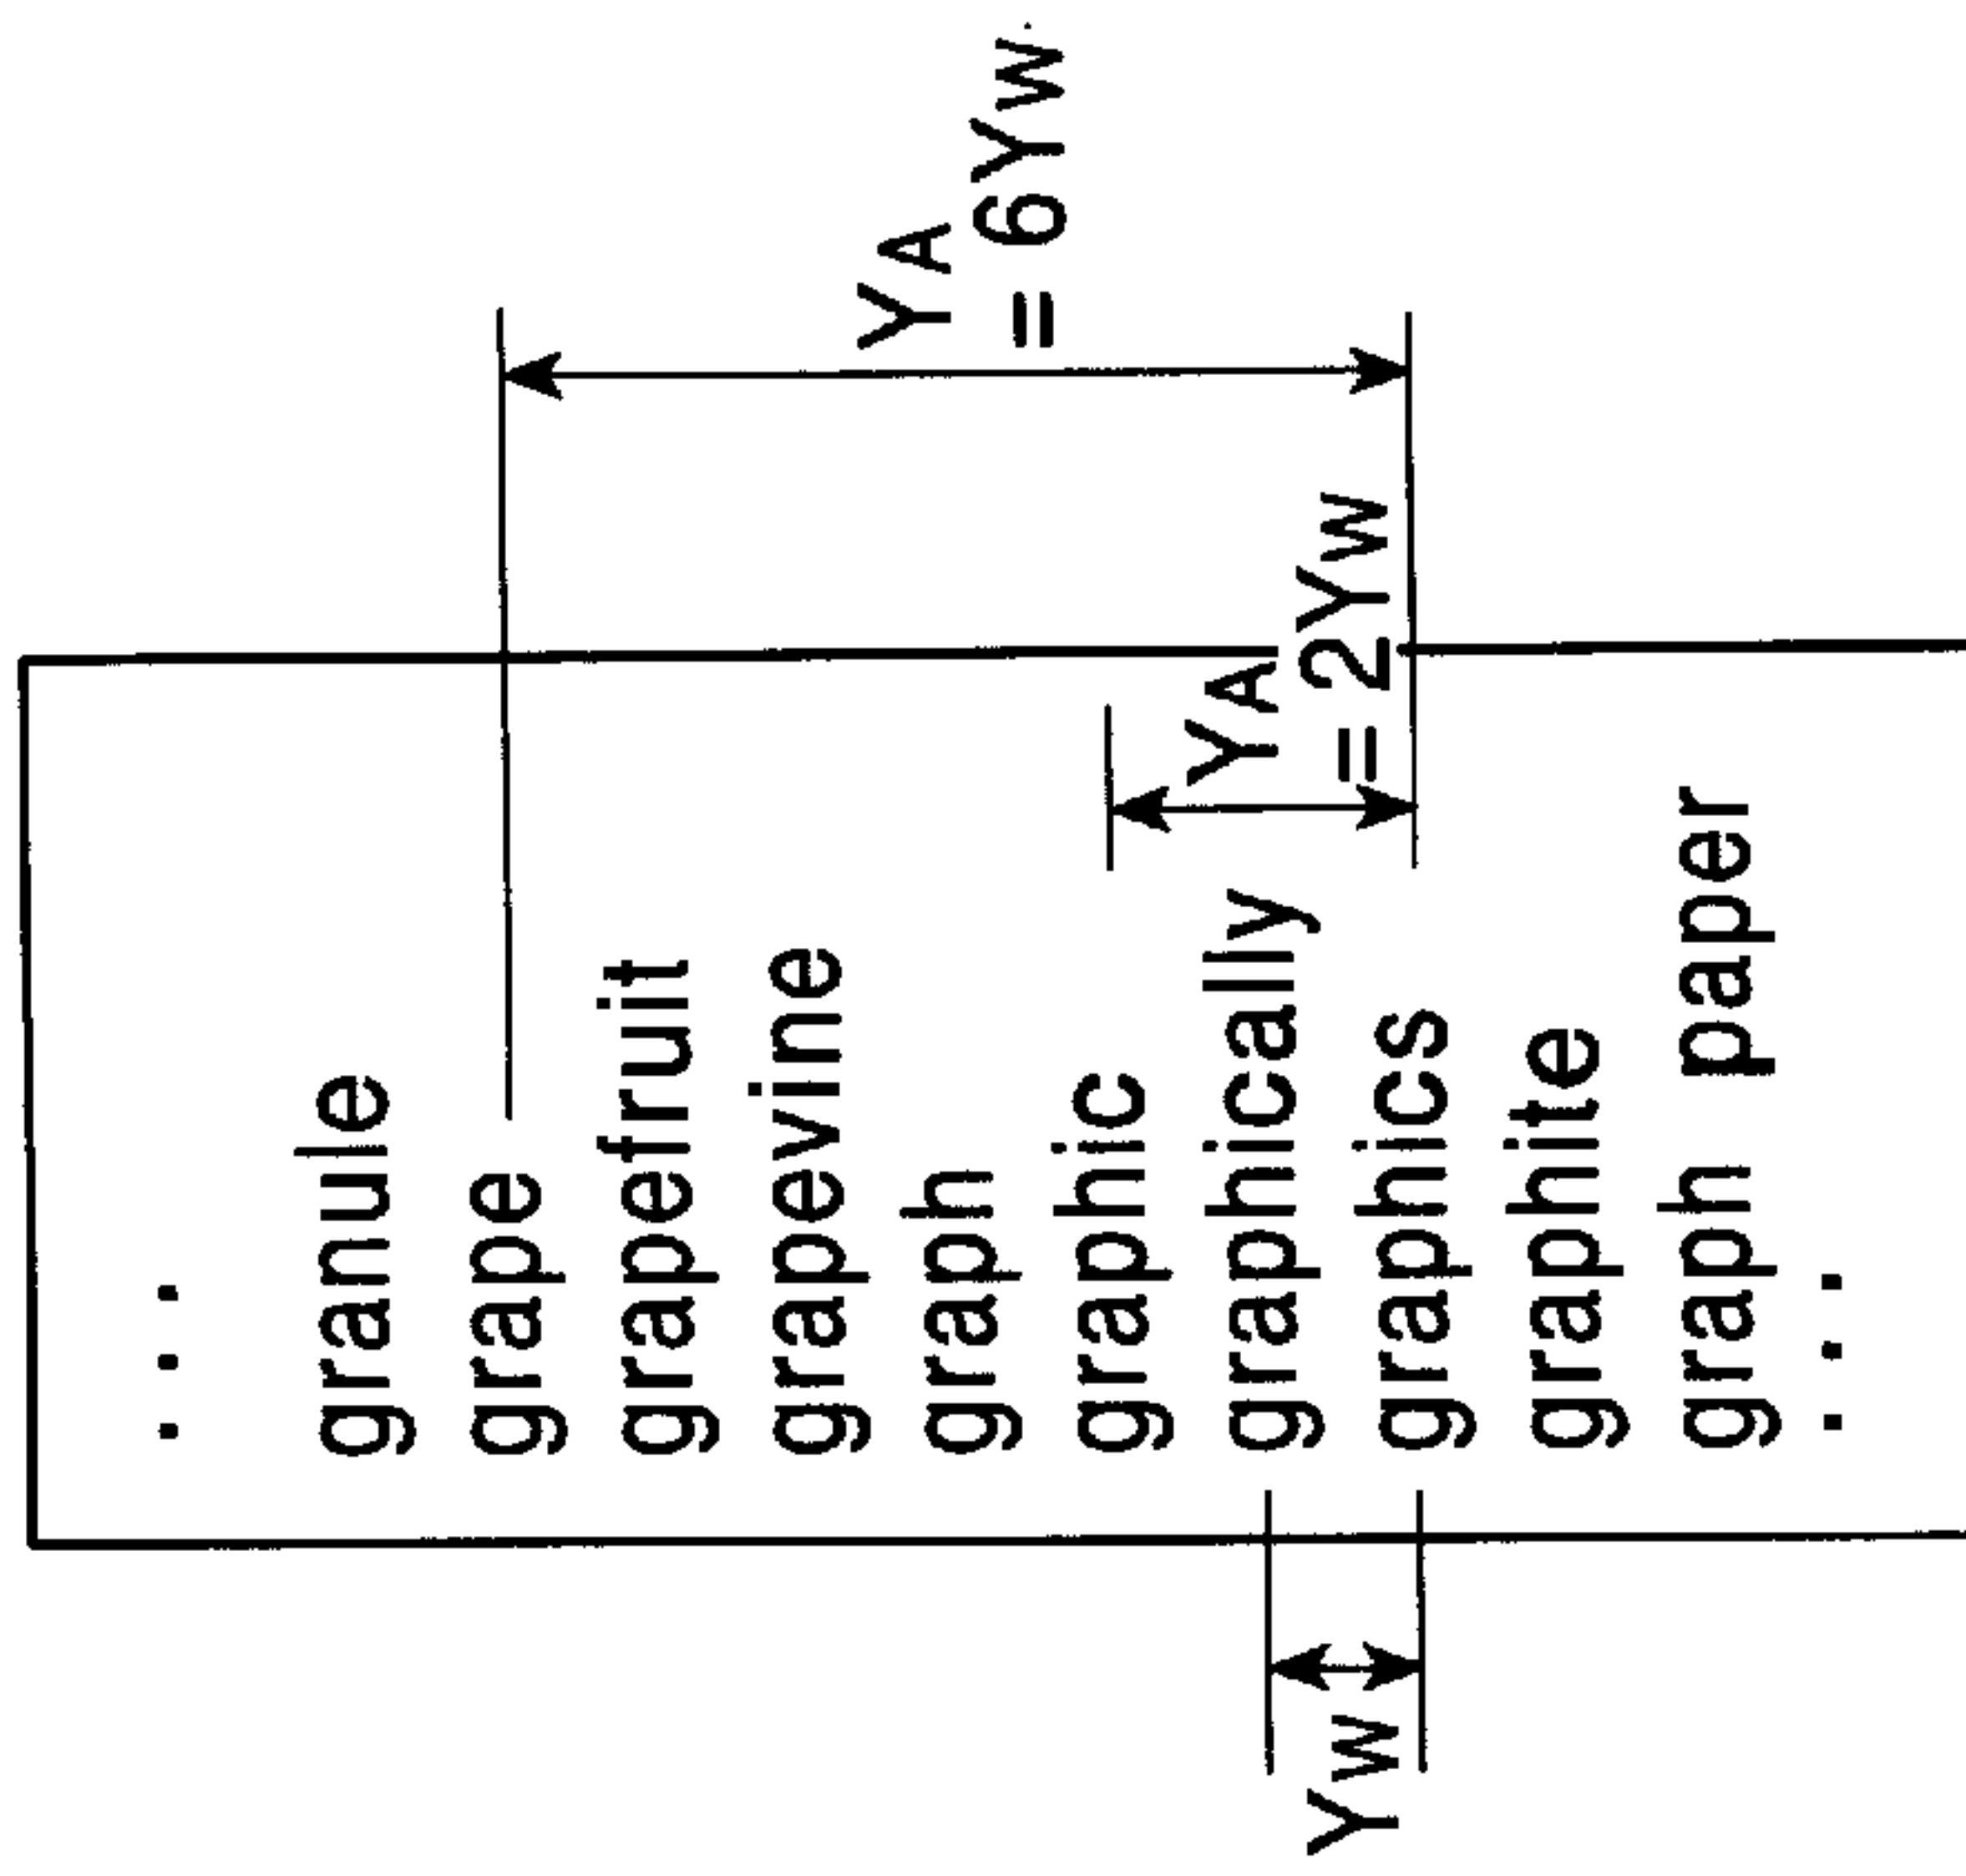 ...
granule
grape
grapefruit
grapevine
graph
graphic
graphically
graphics
graphite
graph paper
...
YW
YA
= 2YW
YA
= 6YW